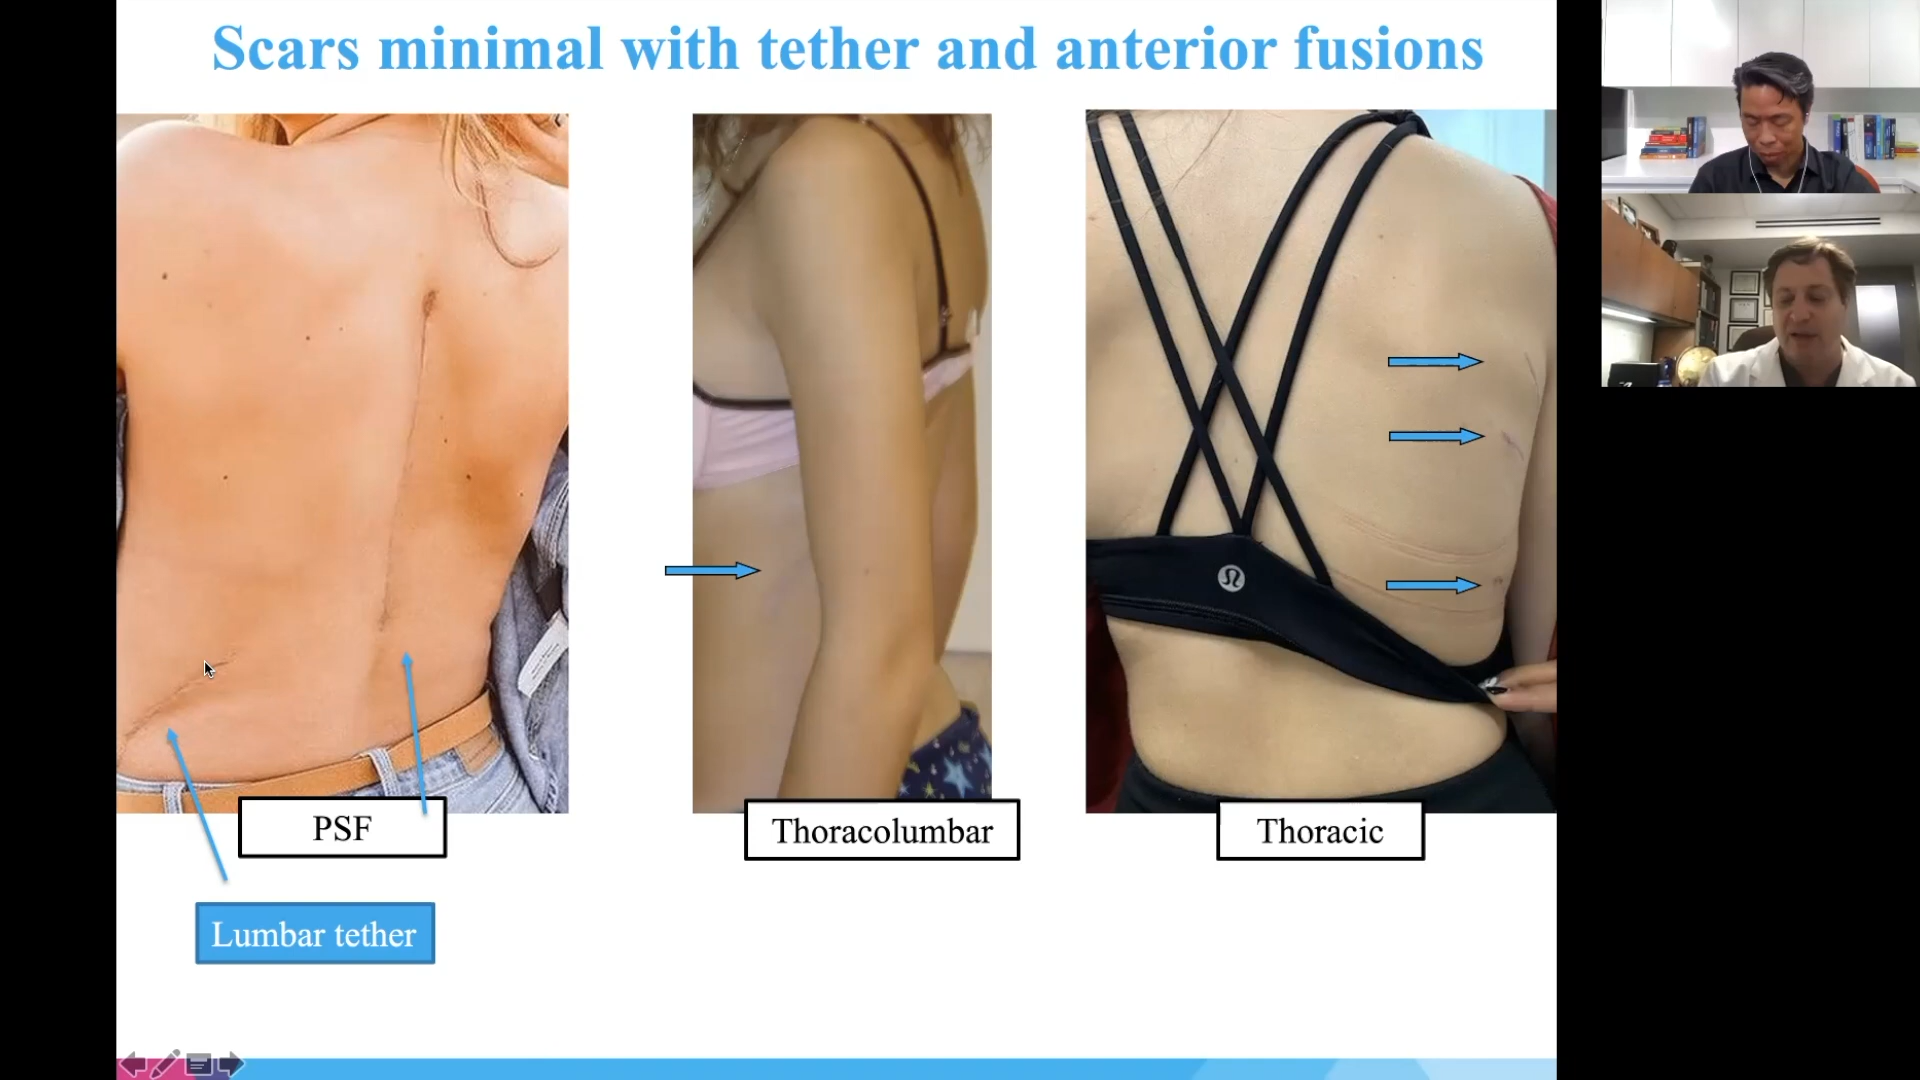 Scars minimal with tether and anterior fusions
PSF
Thoracolumbar
Thoracic
Lumbar tether